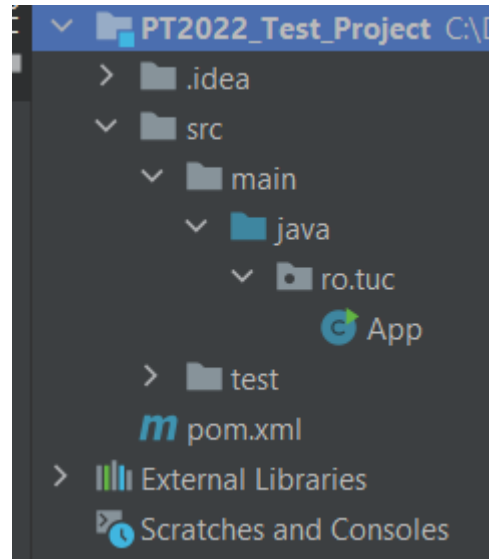 PT2022_Test_Project C:\
.idea
src
main
java
ro.tuc
App
test
pom.xml
External Libraries
Scratches and Consoles